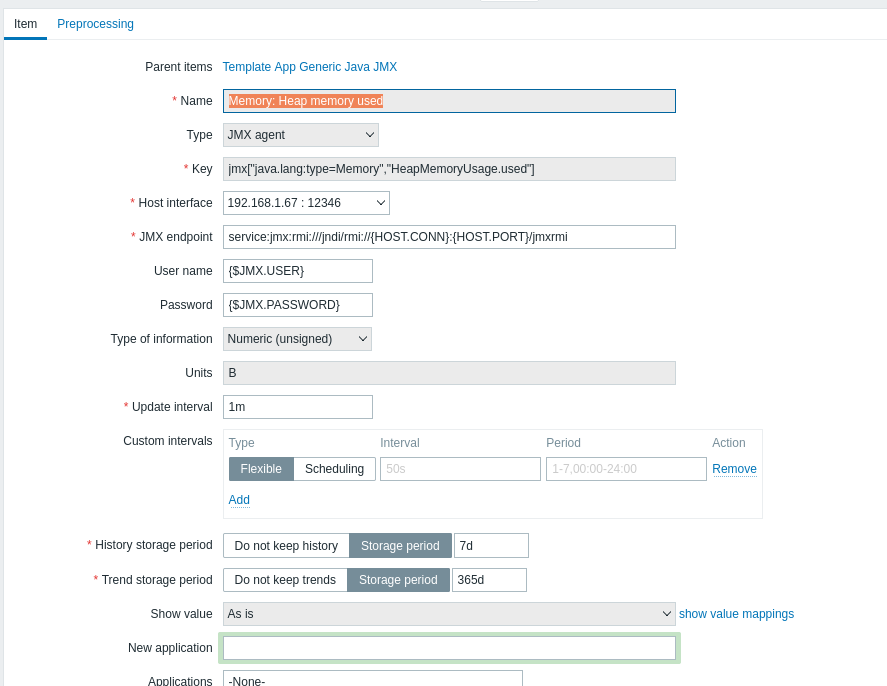 Item Preprocessing
Parent items Template App Generic Java JMX
* Name Memory: Heap memory used
Type JMX agent
* Key jmx["java.lang:type=Memory","HeapMemoryUsage.used"]
* Host interface 192.168.1.67 : 12346
* JMX endpoint service:jmx:rmi:///jndi/rmi://{HOST.CONN}:{HOST.PORT}/jmxrmi
User name {$JMX.USER}
Password {$JMX.PASSWORD}
Type of information Numeric (unsigned)
Units B
* Update interval 1m
Custom intervals Type Interval Period Action
Flexible Scheduling 50s 1-7,00:00-24:00 Remove
Add
* History storage period Do not keep history Storage period 7d
* Trend storage period Do not keep trends Storage period 365d
Show value As is show value mappings
New application
Applications -None-